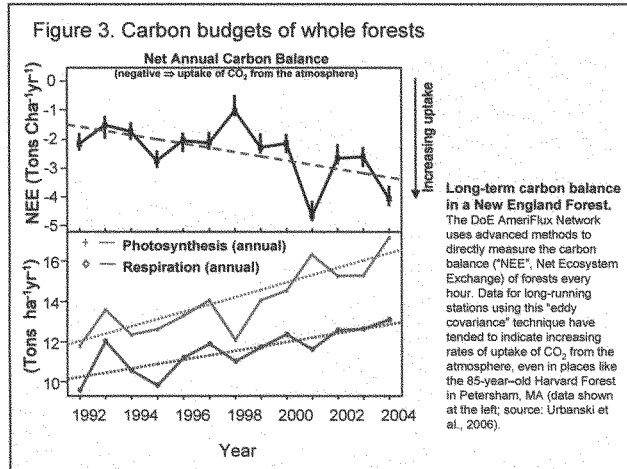 Figure 3. Carbon budgets of whole forests
Net Annual Carbon Balance
(negative ⇒ uptake of CO₂ from the atmosphere)
NEE (Tons Cha⁻¹yr⁻¹)
0
-1
-2
-3
-4
-5
Increasing uptake
Photosynthesis (annual)
Respiration (annual)
(Tons ha⁻¹yr⁻¹)
16
14
12
10
1992 1994 1996 1998 2000 2002 2004
Year
Long-term carbon balance
in a New England Forest.
The DoE AmeriFlux Network
uses advanced methods to
directly measure the carbon
balance ("NEE", Net Ecosystem
Exchange) of forests every
hour. Data for long-running
stations using this "eddy
covariance" technique have
tended to indicate increasing
rates of uptake of CO₂ from the
atmosphere, even in places like
the 85-year–old Harvard Forest
in Petersham, MA (data shown
at the left; source: Urbanski et
al., 2006).